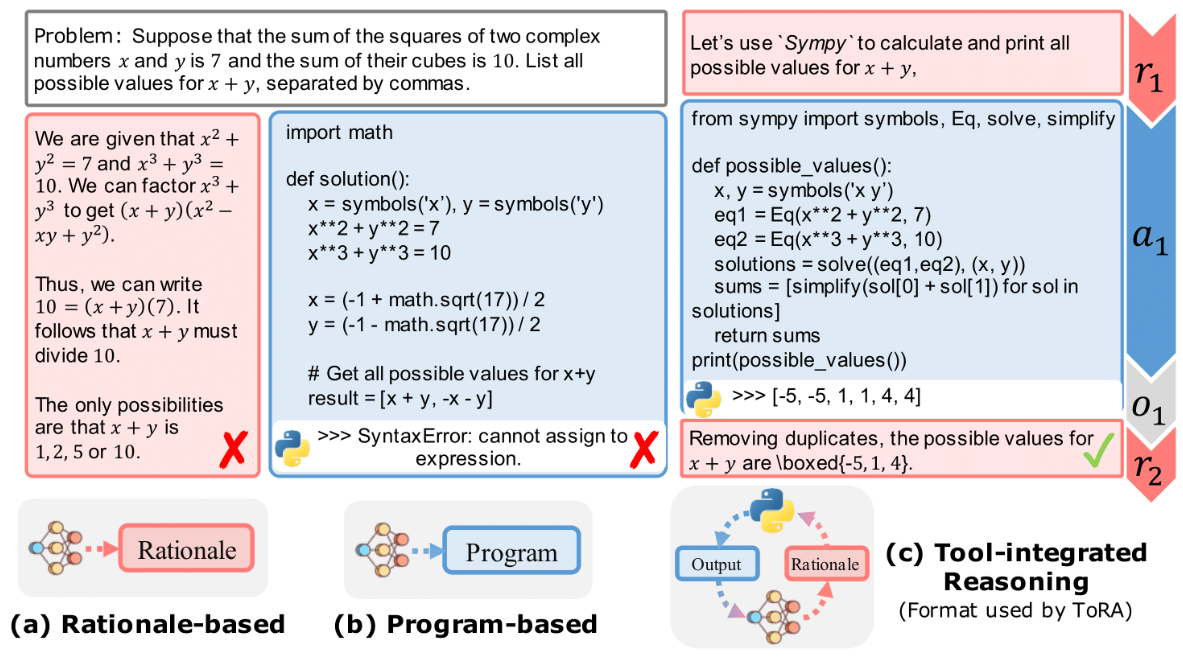 Problem: Suppose that the sum of the squares of two complex
numbers x and y is 7 and the sum of their cubes is 10. List all
possible values for x + y, separated by commas.
We are given that x² +
y² = 7 and x³ + y³ =
10. We can factor x³ +
y³ to get (x + y)(x² −
xy + y²).
Thus, we can write
10 = (x + y)(7). It
follows that x + y must
divide 10.
The only possibilities
are that x + y is
1, 2, 5 or 10.
import math
def solution():
x = symbols('x'), y = symbols('y')
x**2 + y**2 = 7
x**3 + y**3 = 10
x = (-1 + math.sqrt(17)) / 2
y = (-1 - math.sqrt(17)) / 2
# Get all possible values for x+y
result = [x + y, -x - y]
>>> SyntaxError: cannot assign to
expression.
Let's use `Sympy` to calculate and print all
possible values for x + y,
r₁
from sympy import symbols, Eq, solve, simplify
def possible_values():
x, y = symbols('x y')
eq1 = Eq(x**2 + y**2, 7)
eq2 = Eq(x**3 + y**3, 10)
solutions = solve((eq1,eq2), (x, y))
sums = [simplify(sol[0] + sol[1]) for sol in
solutions]
return sums
print(possible_values())
a₁
>>> [-5, -5, 1, 1, 4, 4]
o₁
Removing duplicates, the possible values for
x + y are \boxed{-5, 1, 4}.
r₂
Rationale
(a) Rationale-based
Program
(b) Program-based
Output
Rationale
(c) Tool-integrated
Reasoning
(Format used by ToRA)